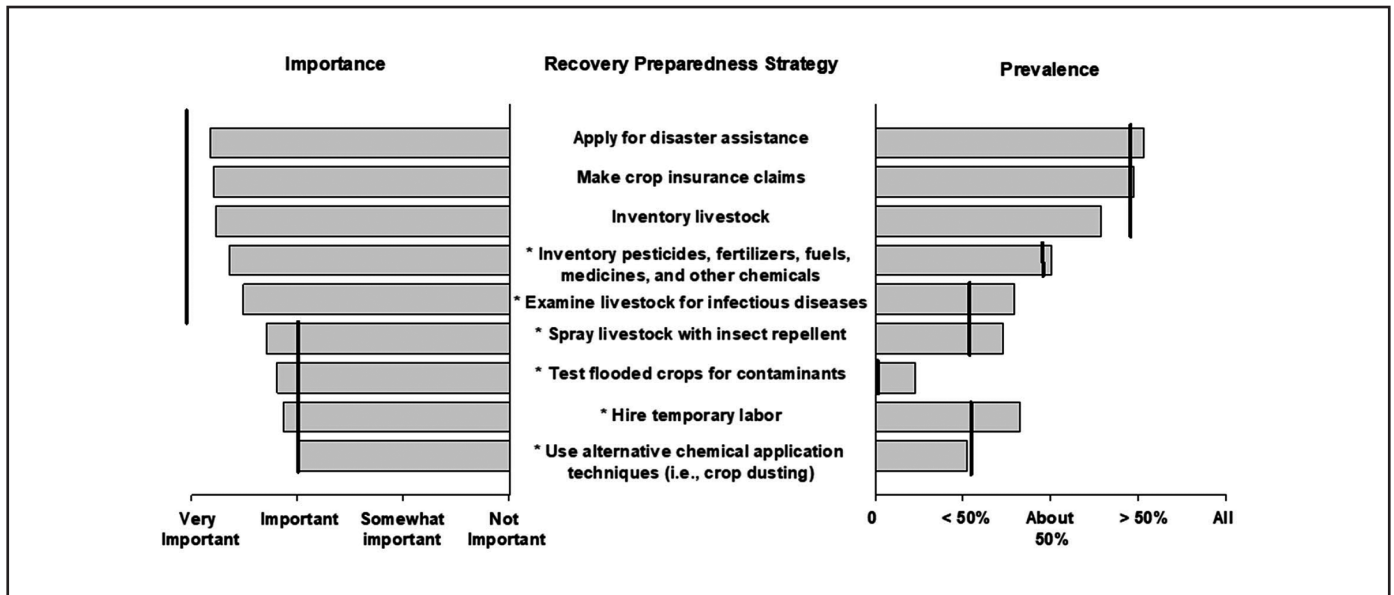 Importance
Recovery Preparedness Strategy
Prevalence
Apply for disaster assistance
Make crop insurance claims
Inventory livestock
* Inventory pesticides, fertilizers, fuels,
medicines, and other chemicals
* Examine livestock for infectious diseases
* Spray livestock with insect repellent
* Test flooded crops for contaminants
* Hire temporary labor
* Use alternative chemical application
techniques (i.e., crop dusting)
Very
Important
Important
Somewhat
important
Not
Important
0
< 50%
About
50%
> 50%
All